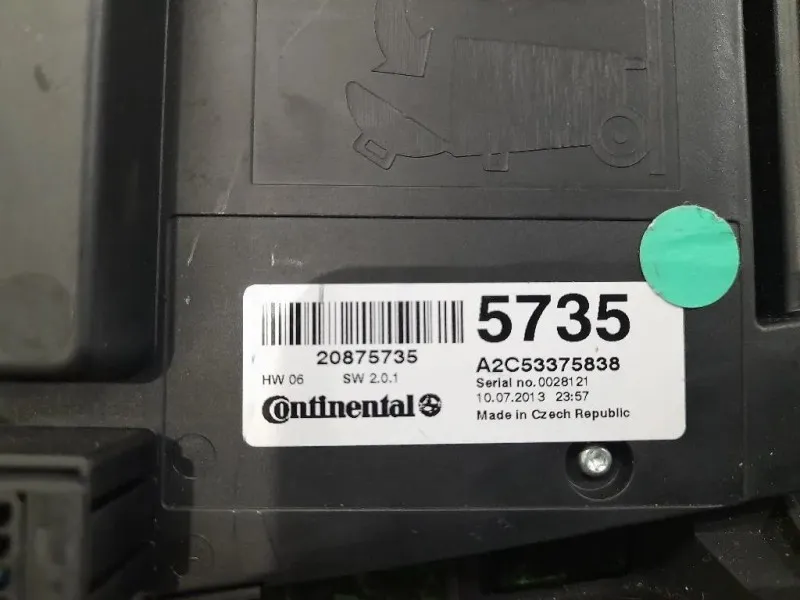 20875735
HW 06 SW 2.0.1
Continental
5735
A2C53375838
Serial no. 0028121
10.07.2013 23:57
Made in Czech Republic